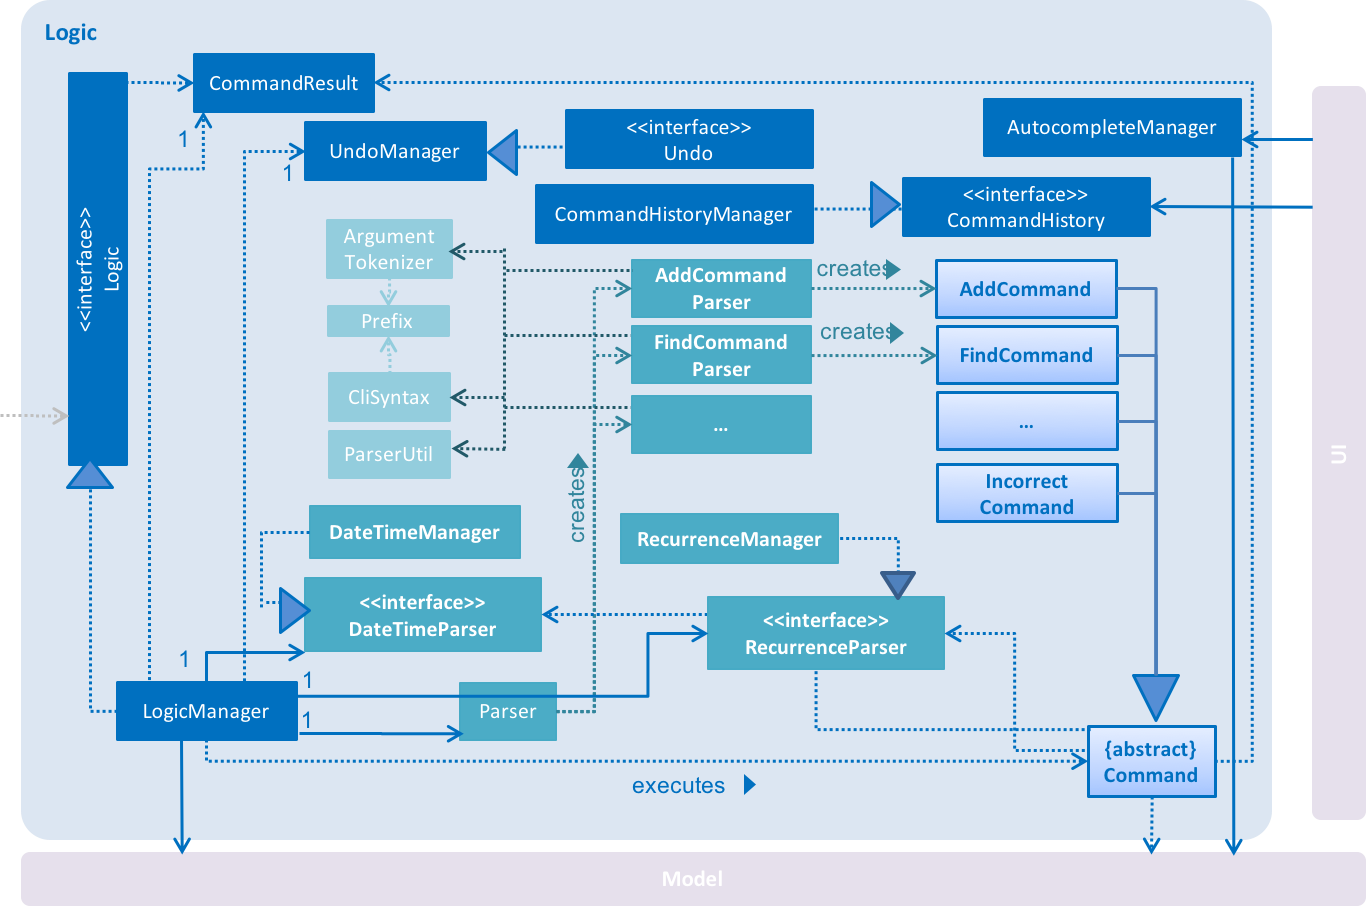 Logic
CommandResult
1
UndoManager
1
<<interface>>
Undo
AutocompleteManager
<<interface>>
Logic
CommandHistoryManager
<<interface>>
CommandHistory
Argument
Tokenizer
Prefix
CliSyntax
ParserUtil
AddCommand
Parser
creates
AddCommand
FindCommand
Parser
creates
FindCommand
...
...
Incorrect
Command
creates
UI
DateTimeManager
RecurrenceManager
<<interface>>
DateTimeParser
<<interface>>
RecurrenceParser
1
1
1
LogicManager
Parser
{abstract}
Command
executes
Model